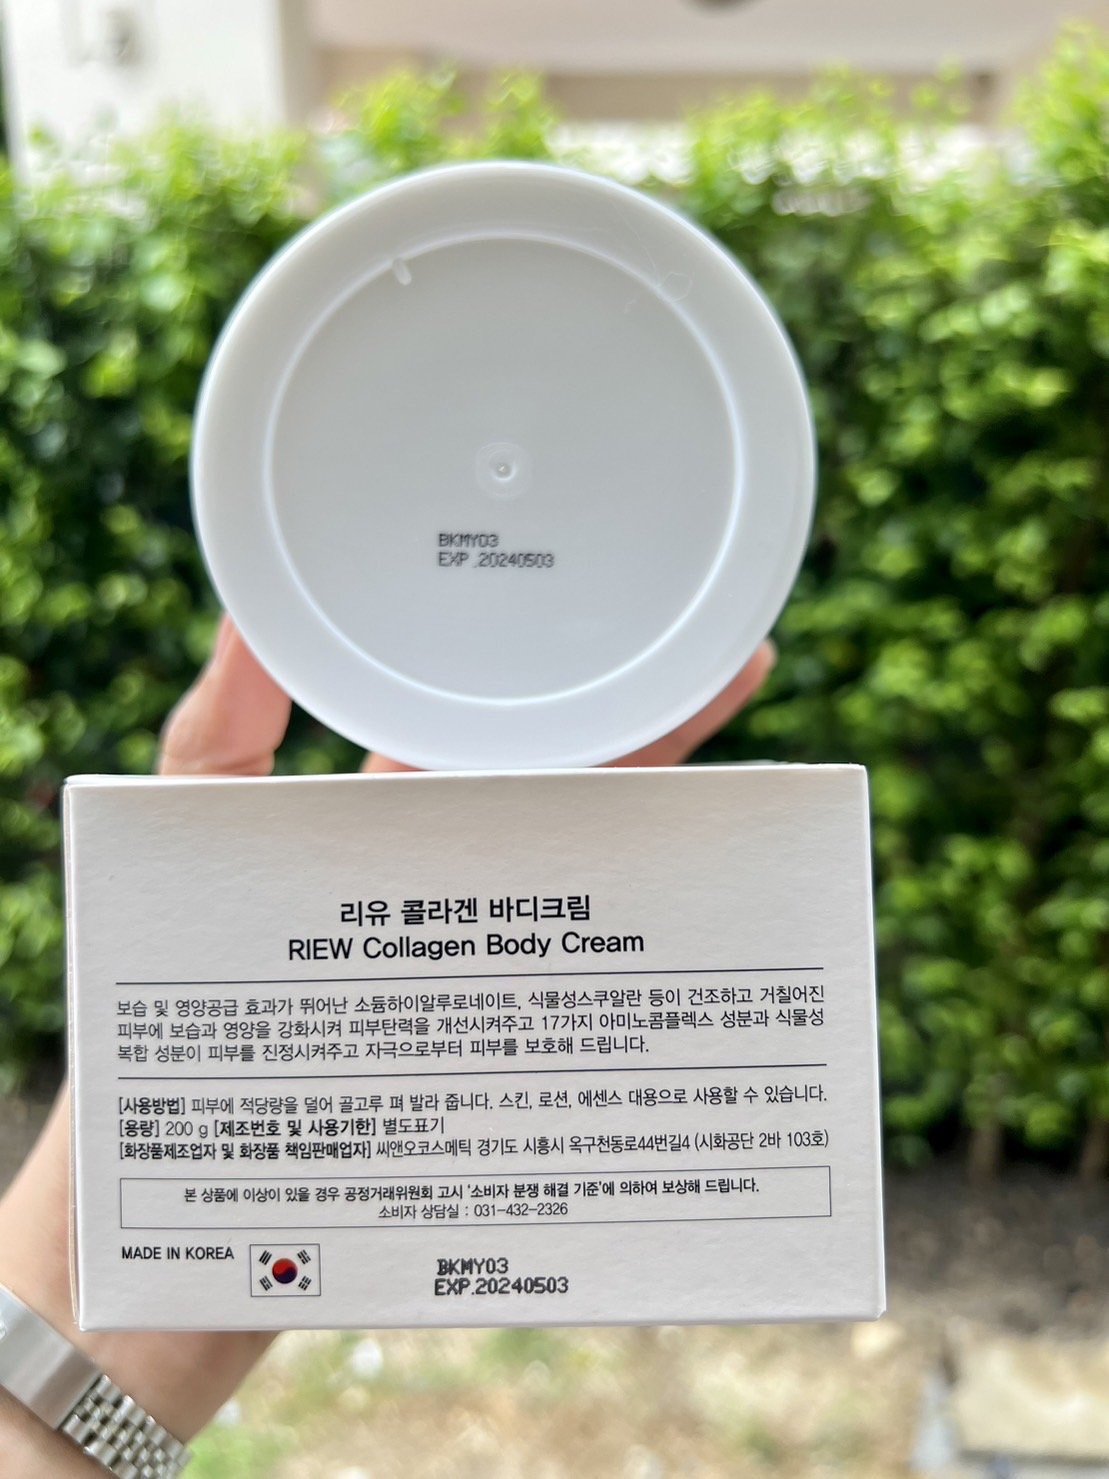 BKMY03
EXP.20240503
리유 콜라겐 바디크림
RIEW Collagen Body Cream
보습 및 영양공급 효과가 뛰어난 소듐하이알루로네이트, 식물성스쿠알란 등이 건조하고 거칠어진
피부에 보습과 영양을 강화시켜 피부탄력을 개선시켜주고 17가지 아미노콤플렉스 성분과 식물성
복합 성분이 피부를 진정시켜주고 자극으로부터 피부를 보호해 드립니다.
[사용방법] 피부에 적당량을 덜어 골고루 펴 발라 줍니다. 스킨, 로션, 에센스 대용으로 사용할 수 있습니다.
[용량] 200 g [제조번호 및 사용기한] 별도표기
[화장품제조업자 및 화장품 책임판매업자] 씨앤오코스메틱 경기도 시흥시 옥구천동로44번길4 (시화공단 2바 103호)
본 상품에 이상이 있을 경우 공정거래위원회 고시 '소비자 분쟁 해결 기준'에 의하여 보상해 드립니다.
소비자 상담실 : 031-432-2326
MADE IN KOREA
BKMY03
EXP.20240503